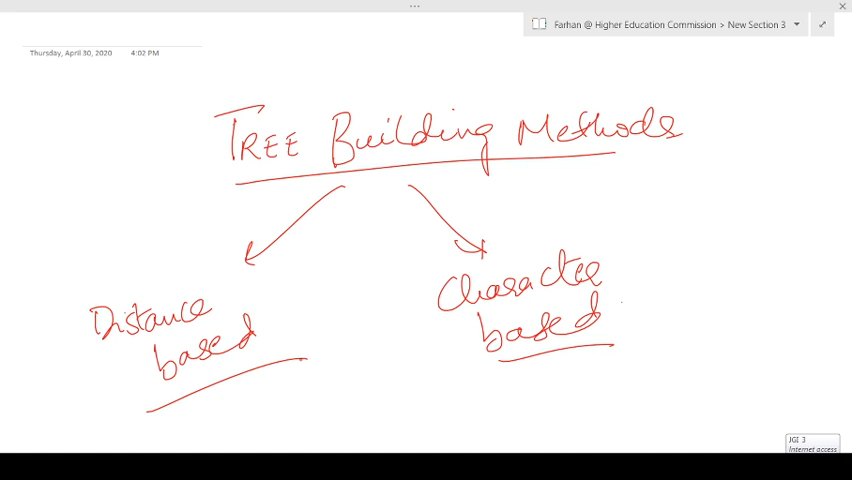 Farhan @ Higher Education Commission > New Section 3
Thursday, April 30, 2020 4:02 PM
TREE Building Methods
Distance
based
Character
based
JGI 3
Internet access